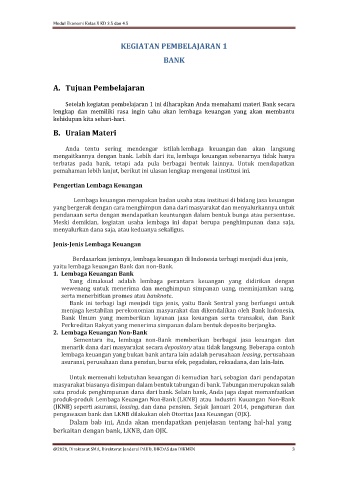 Modul Ekonomi Kelas X KD 3.5 dan 4.5
KEGIATAN PEMBELAJARAN 1
BANK
A. Tujuan Pembelajaran
Setelah kegiatan pembelajaran 1 ini diharapkan Anda memahami materi Bank secara
lengkap dan memiliki rasa ingin tahu akan lembaga keuangan yang akan membantu
kehidupan kita sehari-hari.
B. Uraian Materi
Anda tentu sering mendengar istilah lembaga keuangan dan akan langsung
mengaitkannya dengan bank. Lebih dari itu, lembaga keuangan sebenarnya tidak hanya
terbatas pada bank, tetapi ada pula berbagai bentuk lainnya. Untuk mendapatkan
pemahaman lebih lanjut, berikut ini ulasan lengkap mengenai institusi ini.
Pengertian Lembaga Keuangan
Lembaga keuangan merupakan badan usaha atau institusi di bidang jasa keuangan
yang bergerak dengan cara menghimpun dana dari masyarakat dan menyalurkannya untuk
pendanaan serta dengan mendapatkan keuntungan dalam bentuk bunga atau persentase.
Meski demikian, kegiatan usaha lembaga ini dapat berupa penghimpunan dana saja,
menyalurkan dana saja, atau keduanya sekaligus.
Jenis-Jenis Lembaga Keuangan
Berdasarkan jenisnya, lembaga keuangan di Indonesia terbagi menjadi dua jenis,
yaitu lembaga keuangan Bank dan non-Bank.
1. Lembaga Keuangan Bank
Yang dimaksud adalah lembaga perantara keuangan yang didirikan dengan
wewenang untuk menerima dan menghimpun simpanan uang, meminjamkan uang,
serta menerbitkan promes atau banknote.
Bank ini terbagi lagi menjadi tiga jenis, yaitu Bank Sentral yang berfungsi untuk
menjaga kestabilan perekonomian masyarakat dan dikendalikan oleh Bank Indonesia,
Bank Umum yang memberikan layanan jasa keuangan serta transaksi, dan Bank
Perkreditan Rakyat yang menerima simpanan dalam bentuk deposito berjangka.
2. Lembaga Keuangan Non-Bank
Sementara itu, lembaga non-Bank memberikan berbagai jasa keuangan dan
menarik dana dari masyarakat secara depository atau tidak langsung. Beberapa contoh
lembaga keuangan yang bukan bank antara lain adalah perusahaan leasing, perusahaan
asuransi, perusahaan dana pensiun, bursa efek, pegadaian, reksadana, dan lain-lain.
Untuk memenuhi kebutuhan keuangan di kemudian hari, sebagian dari pendapatan
masyarakat biasanya disimpan dalam bentuk tabungan di bank. Tabungan merupakan salah
satu produk penghimpunan dana dari bank. Selain bank, Anda juga dapat memanfaatkan
produk-produk Lembaga Keuangan Non-Bank (LKNB) atau Industri Keuangan Non-Bank
(IKNB) seperti asuransi, leasing, dan dana pensiun. Sejak Januari 2014, pengaturan dan
pengawasan bank dan LKNB dilakukan oleh Otoritas Jasa Keuangan (OJK).
Dalam bab ini, Anda akan mendapatkan penjelasan tentang hal-hal yang
berkaitan dengan bank, LKNB, dan OJK.
@2020, Direktorat SMA, Direktorat Jenderal PAUD, DIKDAS dan DIKMEN 3